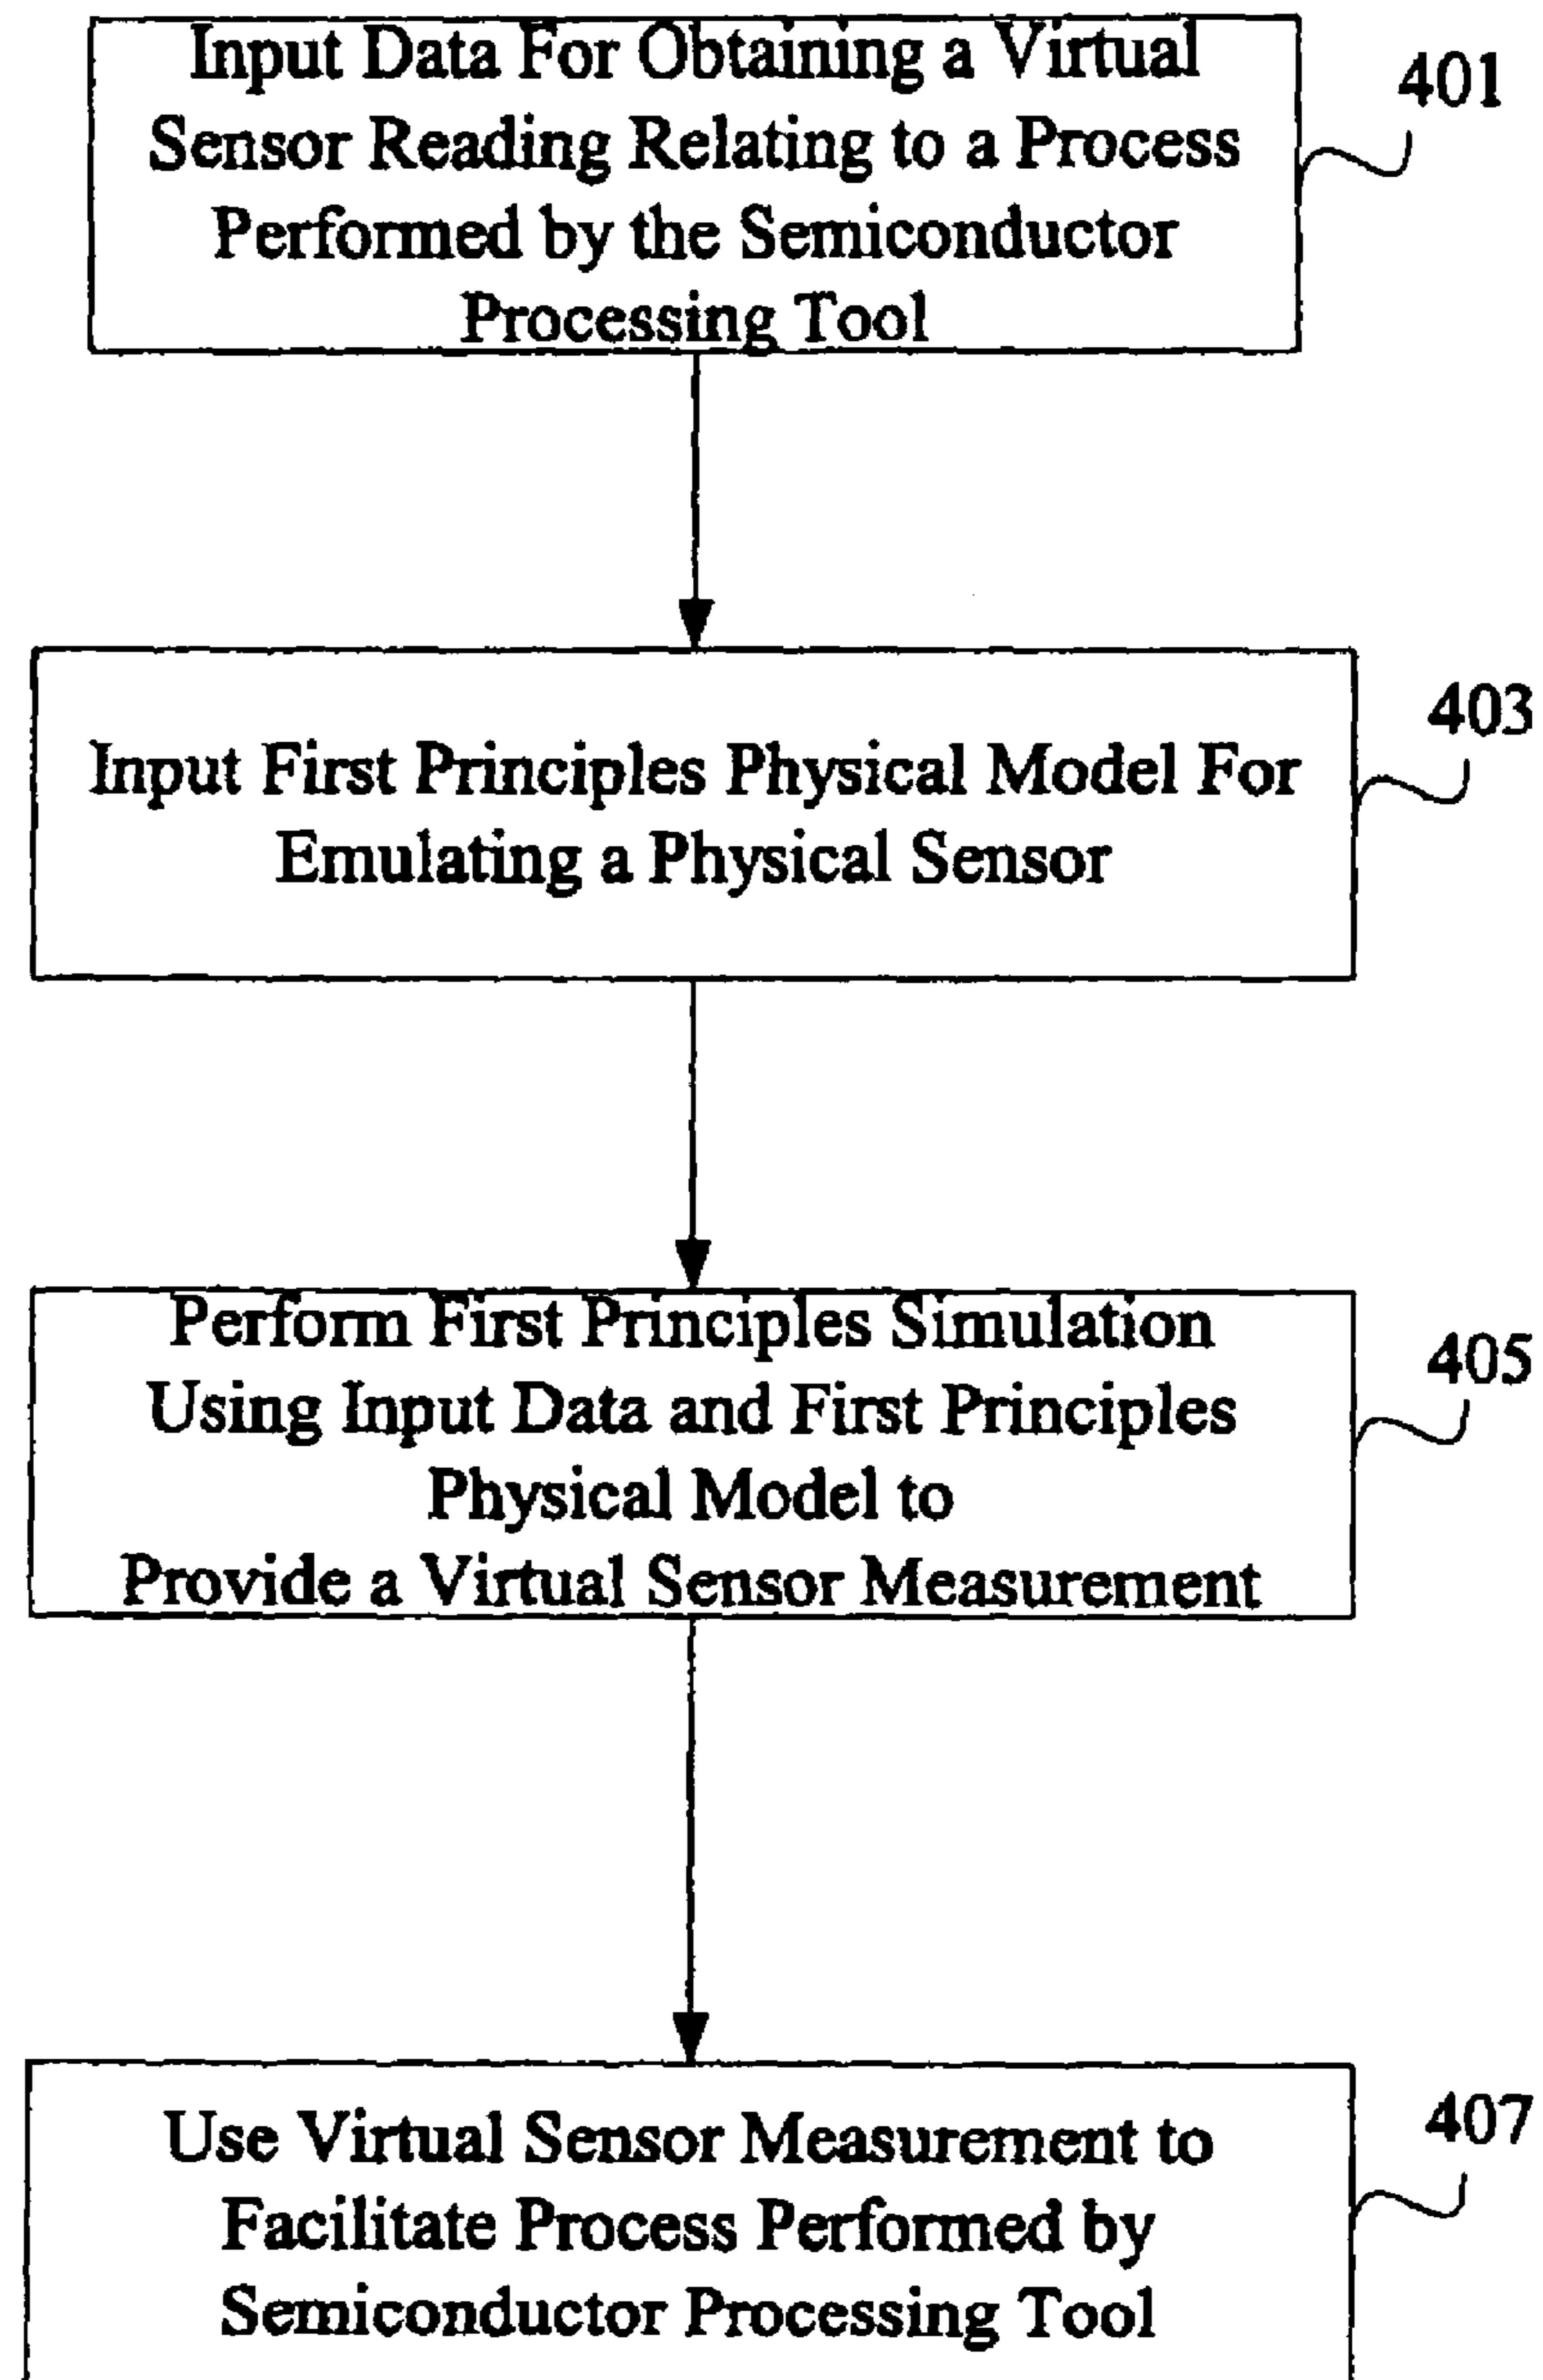 Input Data For Obtaining a Virtual
Sensor Reading Relating to a Process
Performed by the Semiconductor
Processing Tool
401
Input First Principles Physical Model For
Emulating a Physical Sensor
403
Perform First Principles Simulation
Using Input Data and First Principles
Physical Model to
Provide a Virtual Sensor Measurement
405
Use Virtual Sensor Measurement to
Facilitate Process Performed by
Semiconductor Processing Tool
407